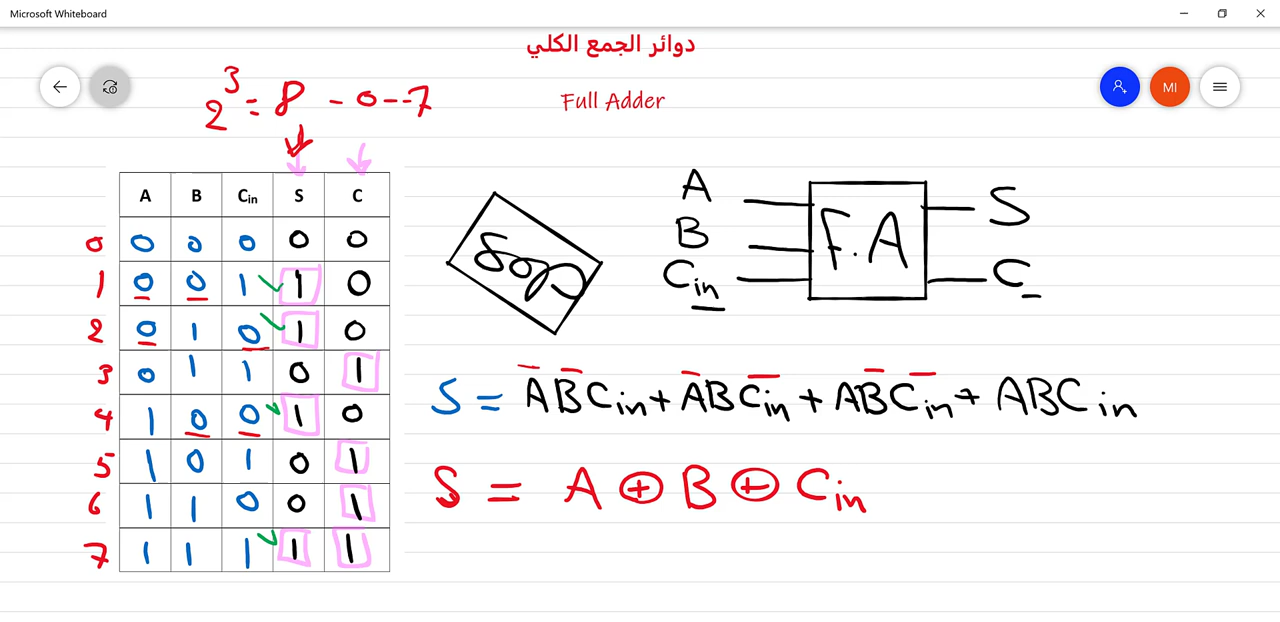 Microsoft Whiteboard
دوائر الجمع الكلي
Full Adder
2³ = 8 - 0 -- 7
MI
A B Cin S C
0 0 0 0 0 0
1 0 0 1 1 0
2 0 1 0 1 0
3 0 1 1 0 1
4 1 0 0 1 0
5 1 0 1 0 1
6 1 1 0 0 1
7 1 1 1 1 1
Sop
A
B
Cin
F.A
S
C
S = A̅B̅Cin + A̅BC̅in + AB̅C̅in + ABCin
S = A ⊕ B ⊕ Cin